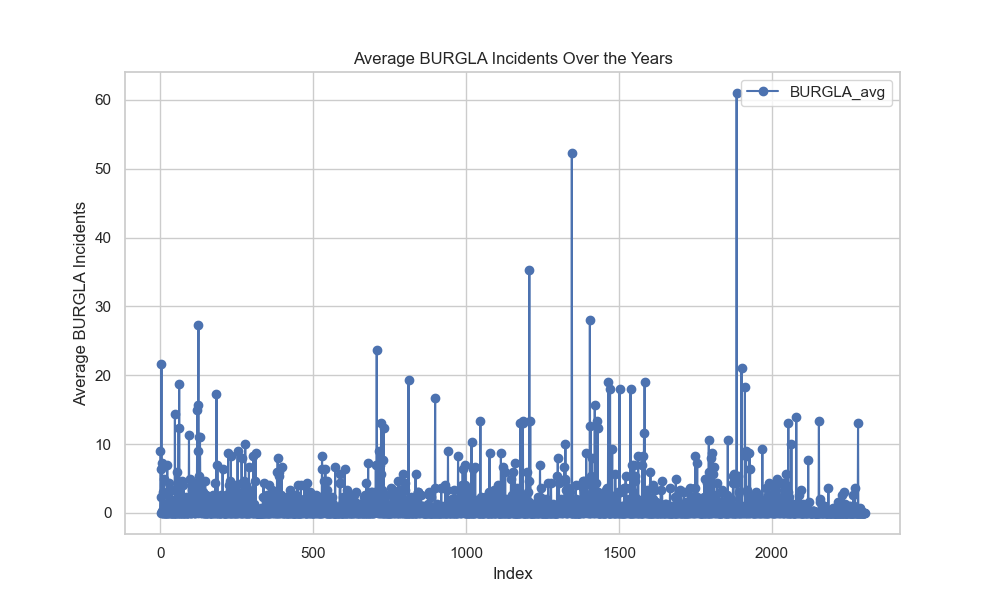 Average BURGLA Incidents Over the Years
BURGLA_avg
Average BURGLA Incidents
60
50
40
30
20
10
0
0 500 1000 1500 2000
Index